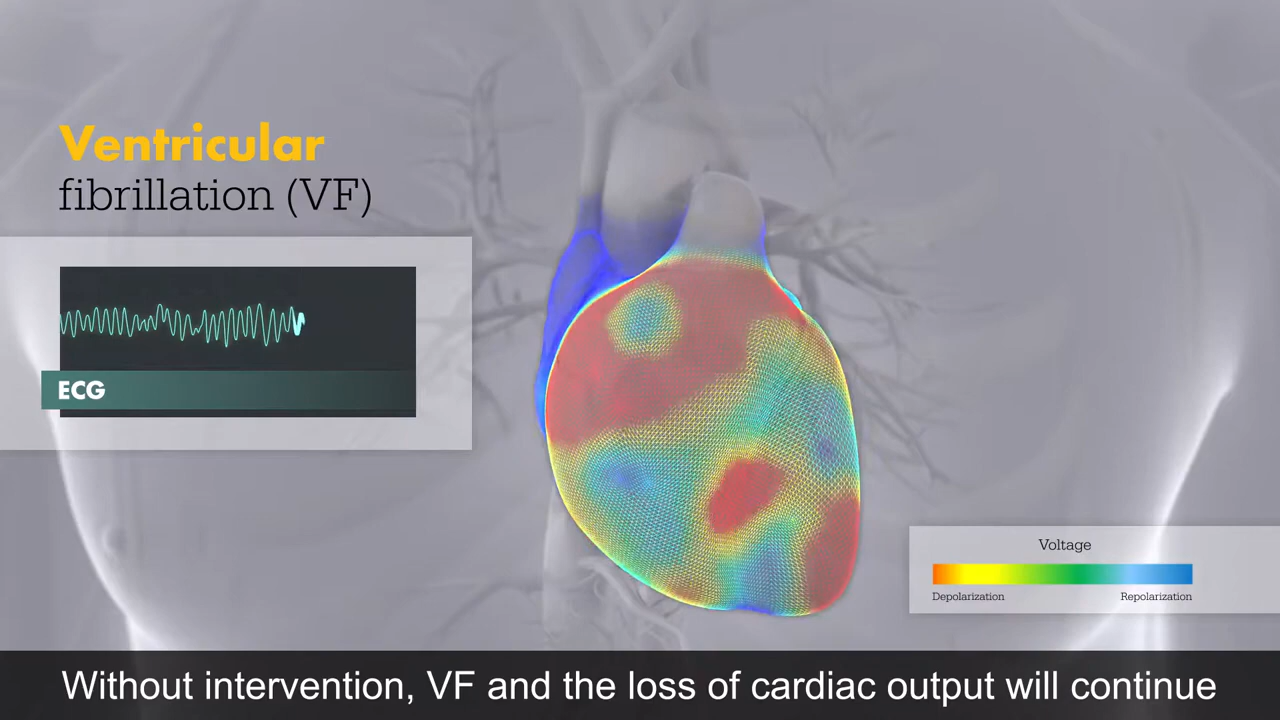 Ventricular
fibrillation (VF)
ECG
Voltage
Depolarization Repolarization
Without intervention, VF and the loss of cardiac output will continue